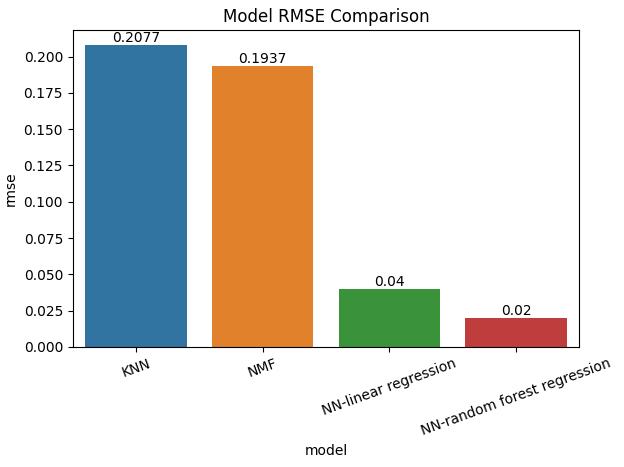 Model RMSE Comparison
0.2077
0.1937
0.04
0.02
0.200
0.175
0.150
0.125
0.100
0.075
0.050
0.025
0.000
rmse
KNN
NMF
NN-linear regression
NN-random forest regression
model